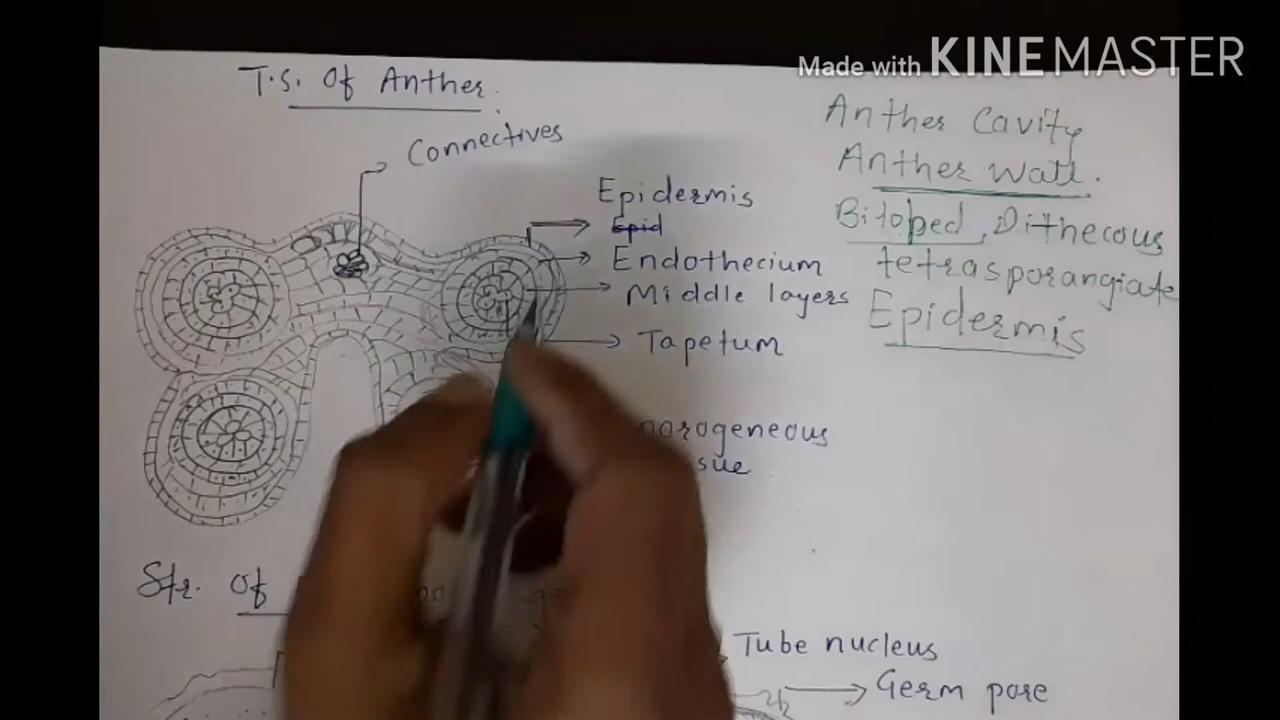 Made with KINEMASTER
T.S. Of Anther.
Connectives
Epidermis
Epid
Endothecium
Middle layers
Tapetum
Anther Cavity
Anther Wall.
Biloped, Dithecous
tetrasporangiate
Epidermis
Str. Of
Tube nucleus
Germ pore